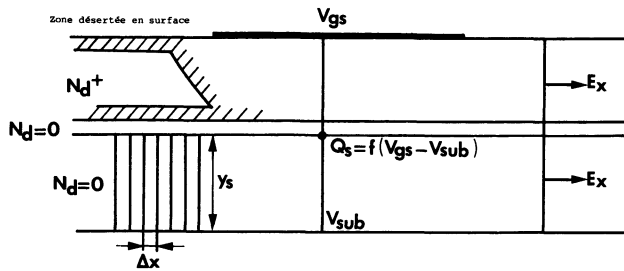 Zone désertée en surface
Vgs
Nd+
Ex
Nd=0
Qs=f(Vgs-Vsub)
Nd=0
ys
Ex
Vsub
Δx